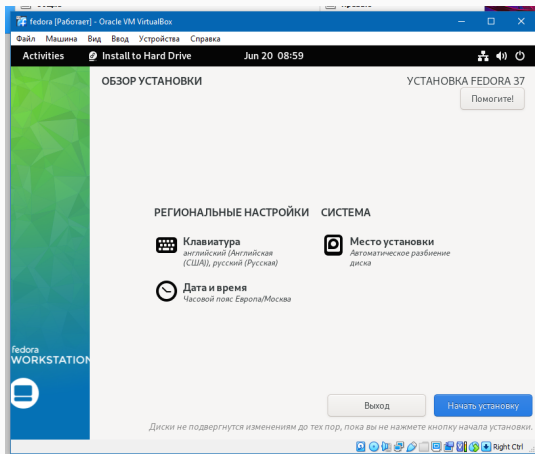 fedora [Работает] - Oracle VM VirtualBox
Файл Машина Вид Ввод Устройства Справка
Activities Install to Hard Drive Jun 20 08:59
ОБЗОР УСТАНОВКИ
УСТАНОВКА FEDORA 37
Помогите!
РЕГИОНАЛЬНЫЕ НАСТРОЙКИ
Клавиатура
английский (Английская
(США)), русский (Русская)
Дата и время
Часовой пояс Европа/Москва
СИСТЕМА
Место установки
Автоматическое разбиение
диска
fedora
WORKSTATION
Выход
Начать установку
Диски не подвергнутся изменениям до тех пор, пока вы не нажмете кнопку начала установки.
Right Ctrl